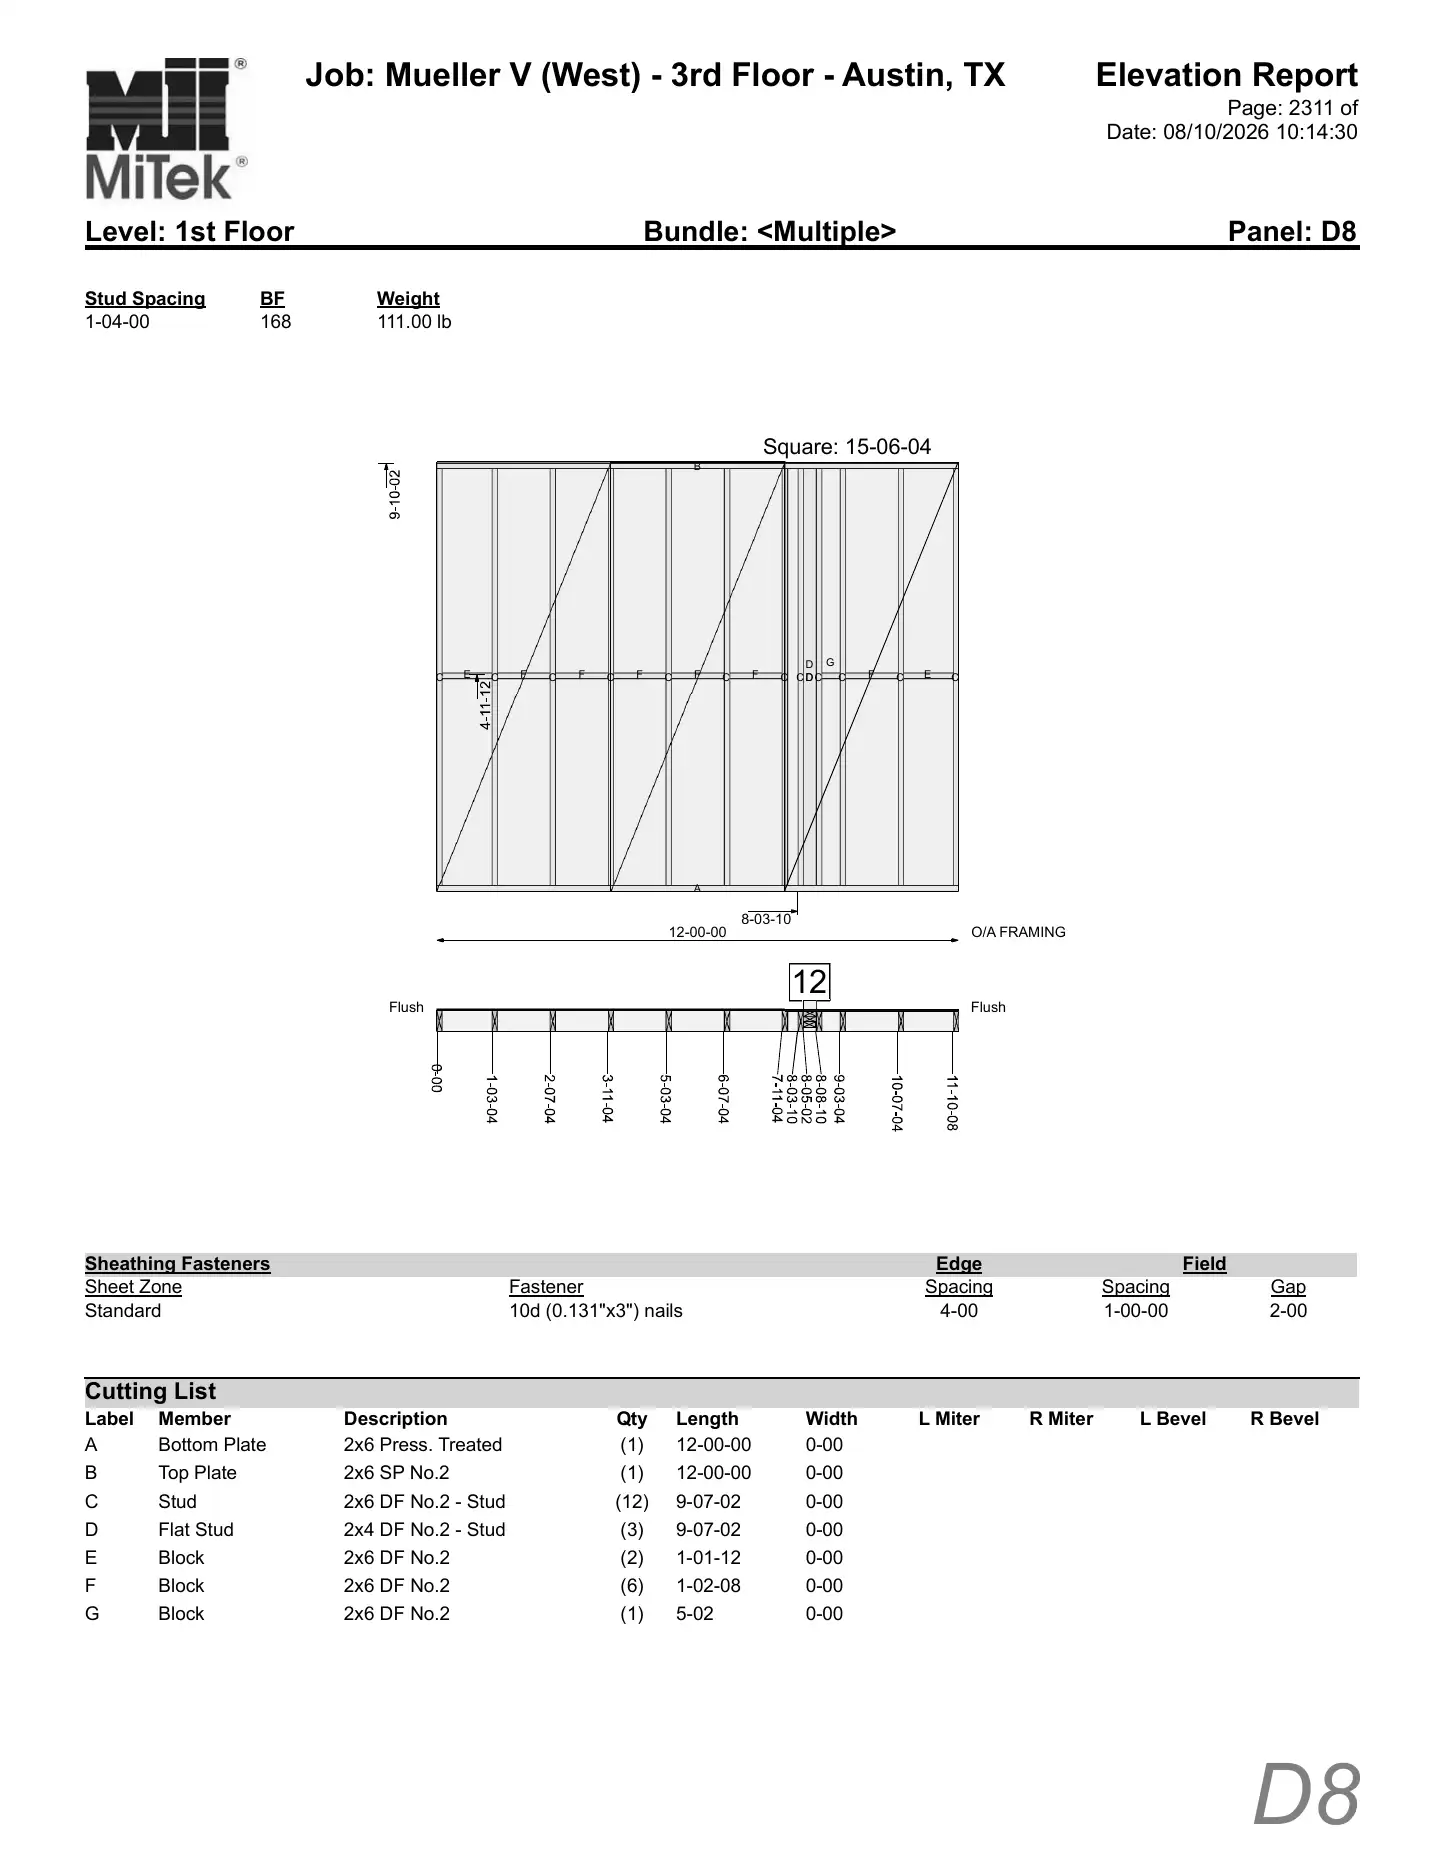 Job: Mueller V (West) - 3rd Floor - Austin, TX
Elevation Report
Page: 2311 of
Date: 08/10/2026 10:14:30
MiTek®
Level: 1st Floor Bundle: <Multiple> Panel: D8
Stud Spacing BF Weight
1-04-00 168 111.00 lb
Square: 15-06-04
9-10-02
B
D G
E F F F F F F E
C C C C C C C C D C C C C
4-11-12
A
8-03-10
12-00-00 O/A FRAMING
12
Flush Flush
0-00 1-03-04 2-07-04 3-11-04 5-03-04 6-07-04 7-11-04 8-03-10 8-05-02 8-08-10 9-03-04 10-07-04 11-10-08
Sheathing Fasteners Edge Field
Sheet Zone Fastener Spacing Spacing Gap
Standard 10d (0.131"x3") nails 4-00 1-00-00 2-00
Cutting List
Label Member Description Qty Length Width L Miter R Miter L Bevel R Bevel
A Bottom Plate 2x6 Press. Treated (1) 12-00-00 0-00
B Top Plate 2x6 SP No.2 (1) 12-00-00 0-00
C Stud 2x6 DF No.2 - Stud (12) 9-07-02 0-00
D Flat Stud 2x4 DF No.2 - Stud (3) 9-07-02 0-00
E Block 2x6 DF No.2 (2) 1-01-12 0-00
F Block 2x6 DF No.2 (6) 1-02-08 0-00
G Block 2x6 DF No.2 (1) 5-02 0-00
D8